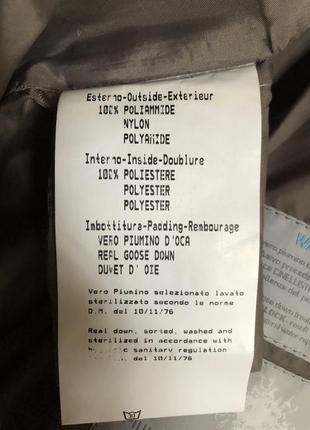 Esterno-Outside-Exterieur
100% POLIAMMIDE
NYLON
POLYAMIDE
Interno-Inside-Doublure
100% POLIESTERE
POLYESTER
POLYESTER
Imbottitura-Padding-Rembourage
VERO PIUMINO D'OCA
REAL GOOSE DOWN
DUVET D' OIE
Vero Piumino selezionato lavato
sterilizzato secondo le norme
D.M. del 10/11/76
Real down, sorted, washed and
sterilized in accordance with
sanitary regulation
del 10/11/76
vero piumino